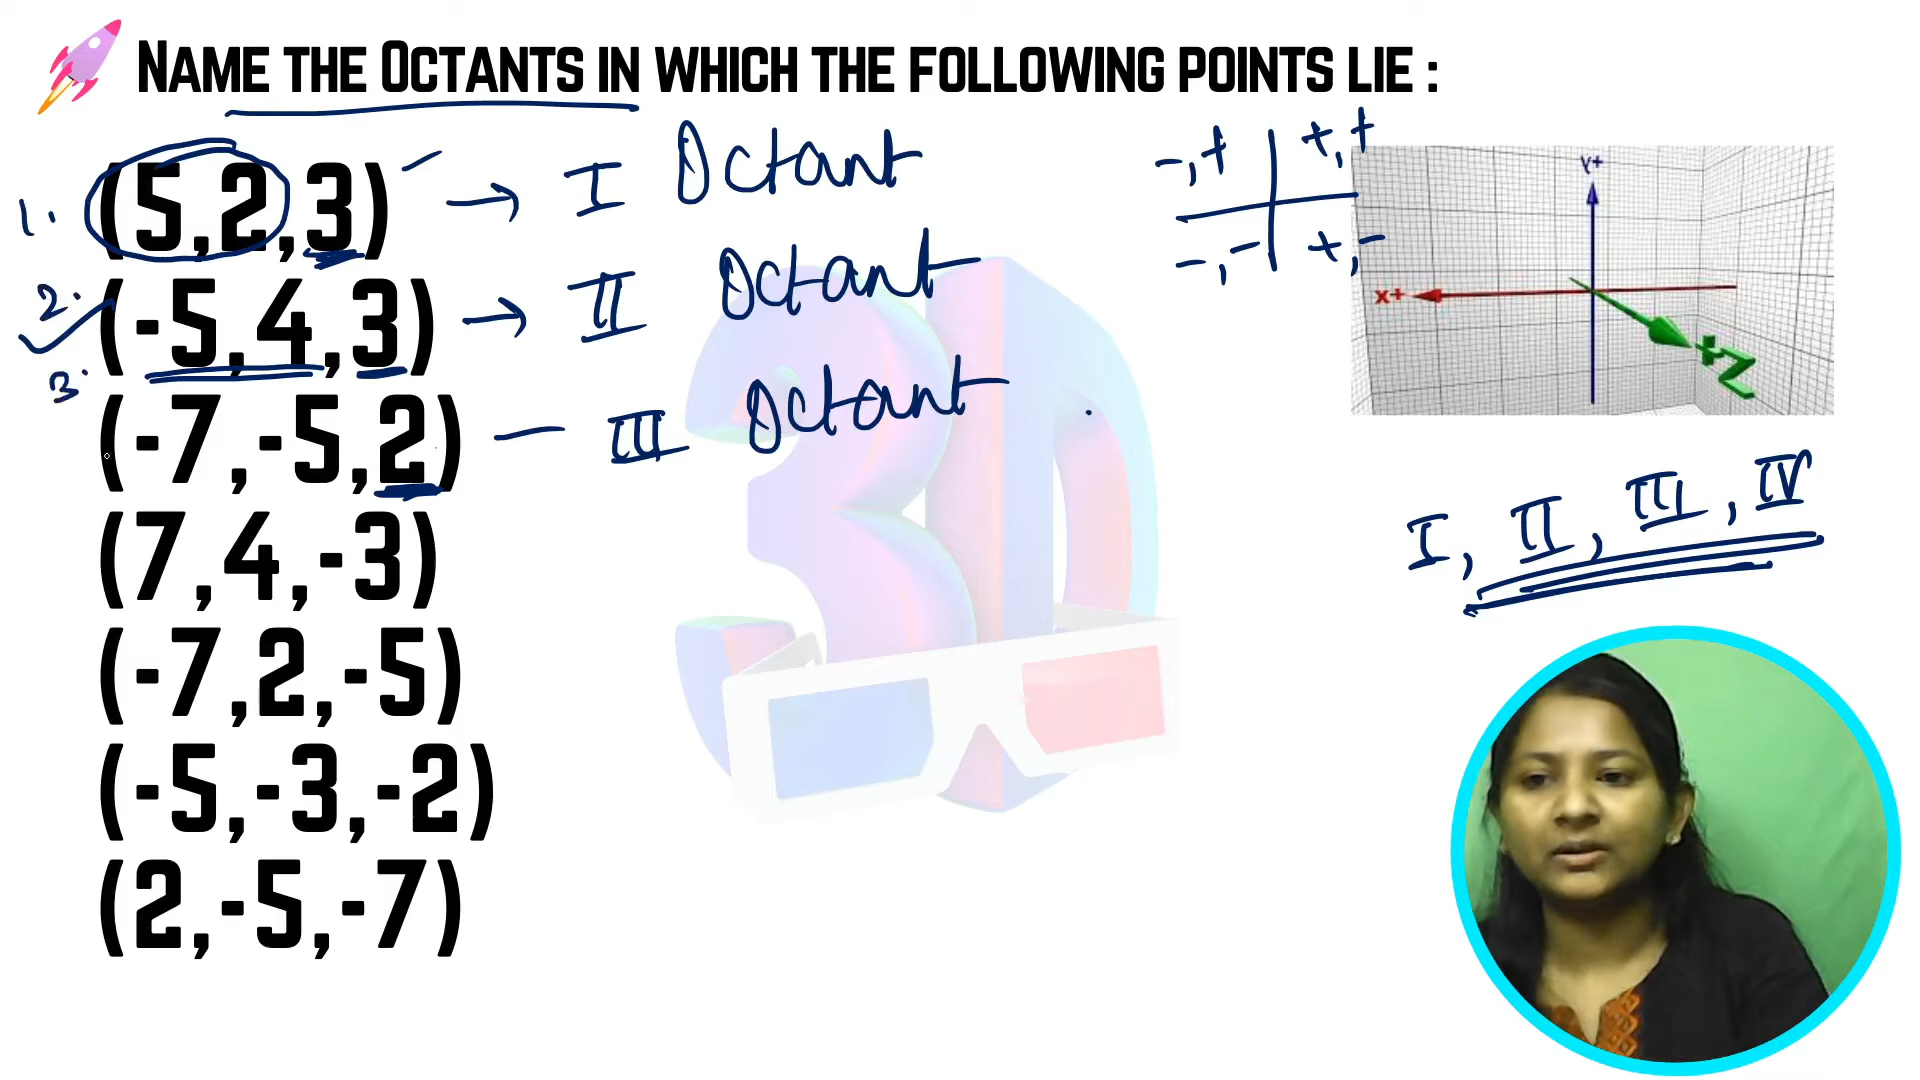 NAME THE OCTANTS IN WHICH THE FOLLOWING POINTS LIE :
1. (5,2,3) → I Octant
2. (-5,4,3) → II Octant
3. (-7,-5,2) — III Octant
(7,4,-3)
(-7,2,-5)
(-5,-3,-2)
(2,-5,-7)
-,+ +,+
-,- +,-
Y+
X+
+Z
I, II, III, IV
3D